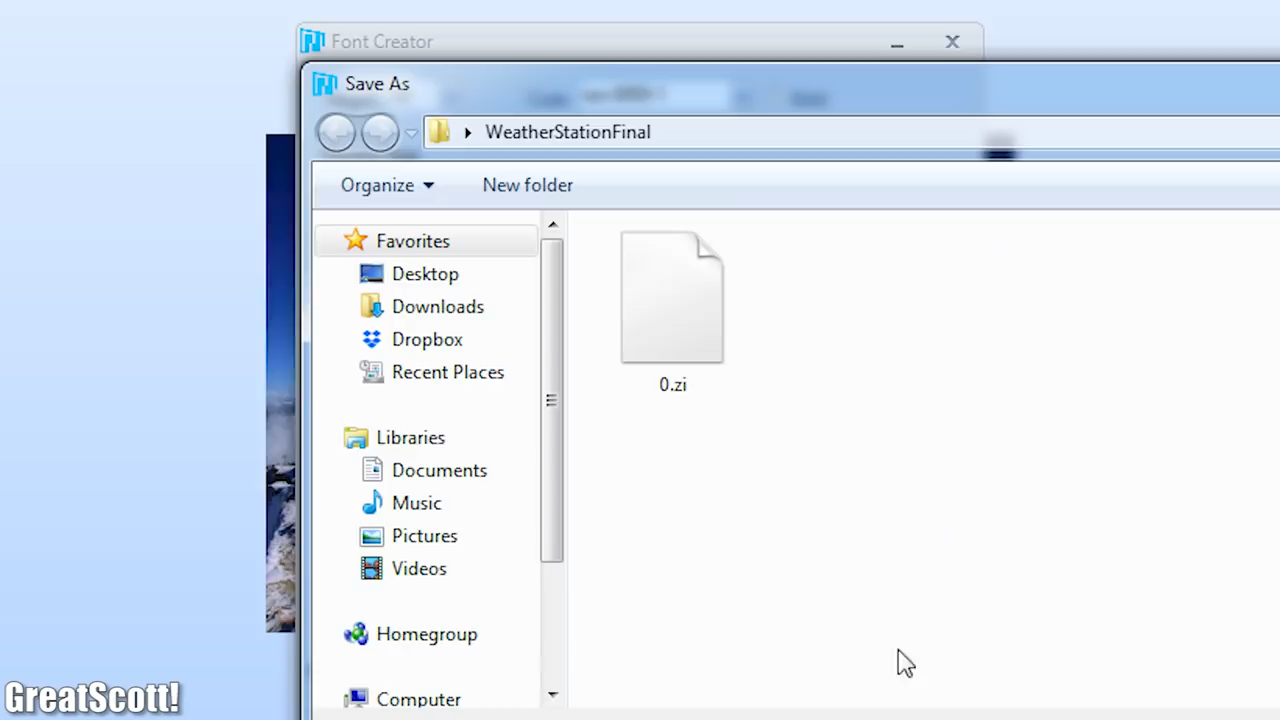 Font Creator
Save As
WeatherStationFinal
Organize
New folder
Favorites
Desktop
Downloads
Dropbox
Recent Places
Libraries
Documents
Music
Pictures
Videos
Homegroup
Computer
0.zi
GreatScott!